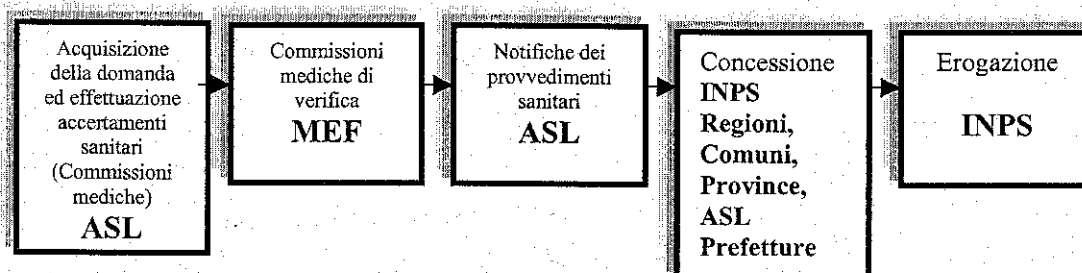 Acquisizione
della domanda
ed effettuazione
accertamenti
sanitari
(Commissioni
mediche)
ASL
Commissioni
mediche di
verifica
MEF
Notifiche dei
provvedimenti
sanitari
ASL
Concessione
INPS
Regioni,
Comuni,
Province,
ASL
Prefetture
Erogazione
INPS